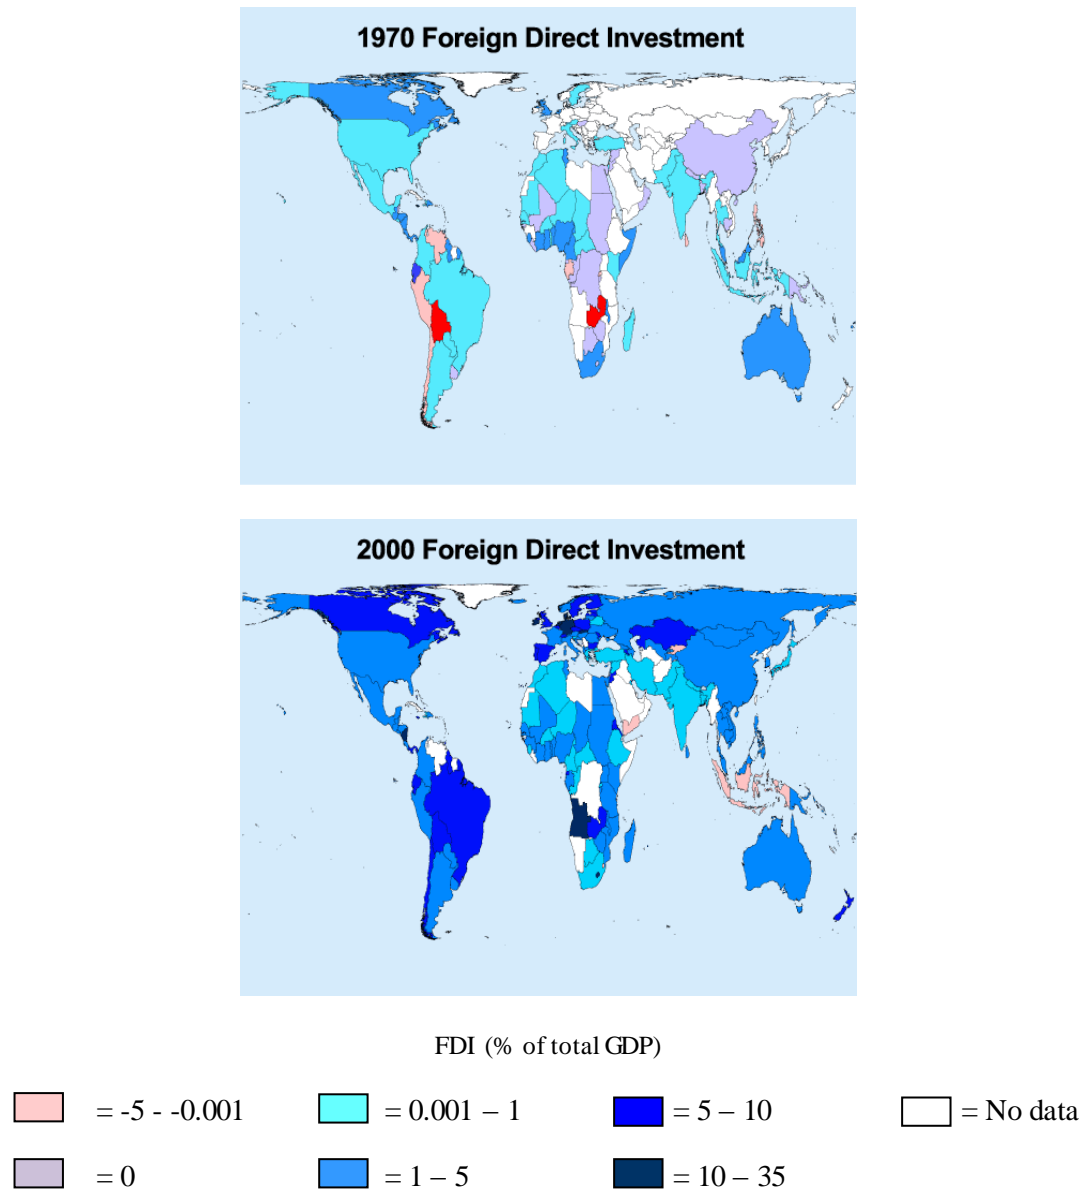 1970 Foreign Direct Investment
2000 Foreign Direct Investment
FDI (% of total GDP)
= -5 - -0.001
= 0.001 – 1
= 5 – 10
= No data
= 0
= 1 – 5
= 10 – 35